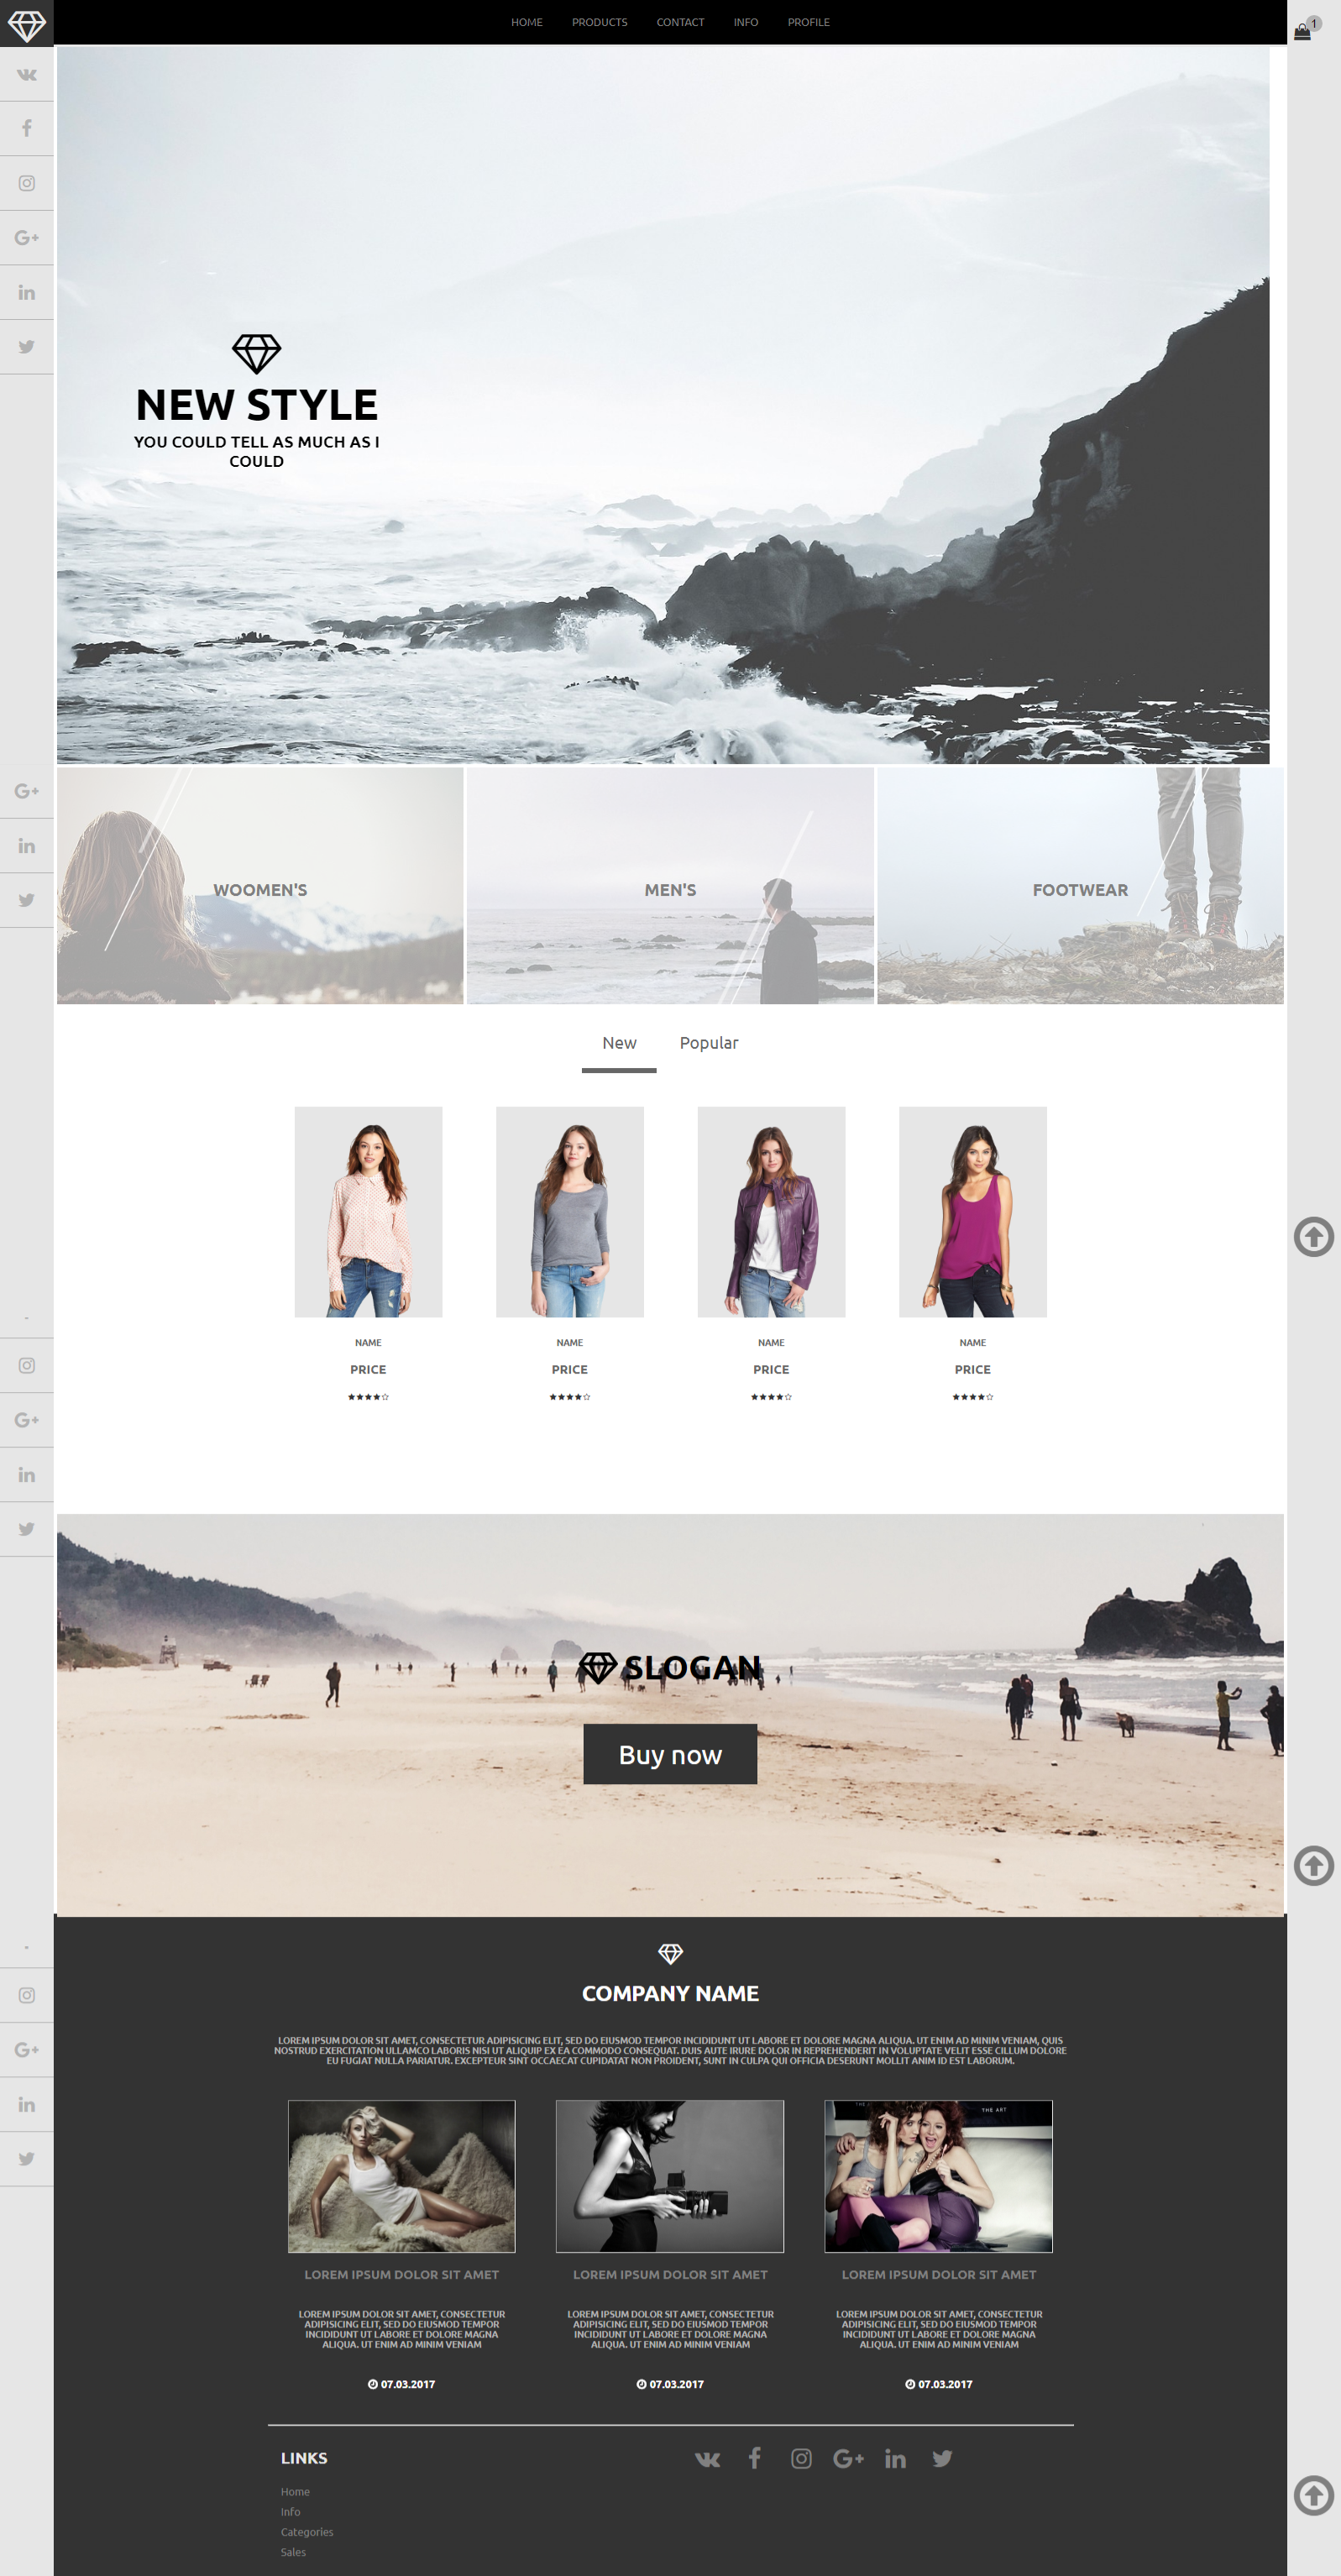 HOME PRODUCTS CONTACT INFO PROFILE
1
NEW STYLE
YOU COULD TELL AS MUCH AS I
COULD
WOOMEN'S
MEN'S
FOOTWEAR
New Popular
NAME NAME NAME NAME
PRICE PRICE PRICE PRICE
SLOGAN
Buy now
COMPANY NAME
LOREM IPSUM DOLOR SIT AMET, CONSECTETUR ADIPISICING ELIT, SED DO EIUSMOD TEMPOR INCIDIDUNT UT LABORE ET DOLORE MAGNA ALIQUA. UT ENIM AD MINIM VENIAM, QUIS
NOSTRUD EXERCITATION ULLAMCO LABORIS NISI UT ALIQUIP EX EA COMMODO CONSEQUAT. DUIS AUTE IRURE DOLOR IN REPREHENDERIT IN VOLUPTATE VELIT ESSE CILLUM DOLORE
EU FUGIAT NULLA PARIATUR. EXCEPTEUR SINT OCCAECAT CUPIDATAT NON PROIDENT, SUNT IN CULPA QUI OFFICIA DESERUNT MOLLIT ANIM ID EST LABORUM.
THE ART
LOREM IPSUM DOLOR SIT AMET
LOREM IPSUM DOLOR SIT AMET, CONSECTETUR
ADIPISICING ELIT, SED DO EIUSMOD TEMPOR
INCIDIDUNT UT LABORE ET DOLORE MAGNA
ALIQUA. UT ENIM AD MINIM VENIAM
07.03.2017
LOREM IPSUM DOLOR SIT AMET
LOREM IPSUM DOLOR SIT AMET, CONSECTETUR
ADIPISICING ELIT, SED DO EIUSMOD TEMPOR
INCIDIDUNT UT LABORE ET DOLORE MAGNA
ALIQUA. UT ENIM AD MINIM VENIAM
07.03.2017
LOREM IPSUM DOLOR SIT AMET
LOREM IPSUM DOLOR SIT AMET, CONSECTETUR
ADIPISICING ELIT, SED DO EIUSMOD TEMPOR
INCIDIDUNT UT LABORE ET DOLORE MAGNA
ALIQUA. UT ENIM AD MINIM VENIAM
07.03.2017
LINKS
Home
Info
Categories
Sales